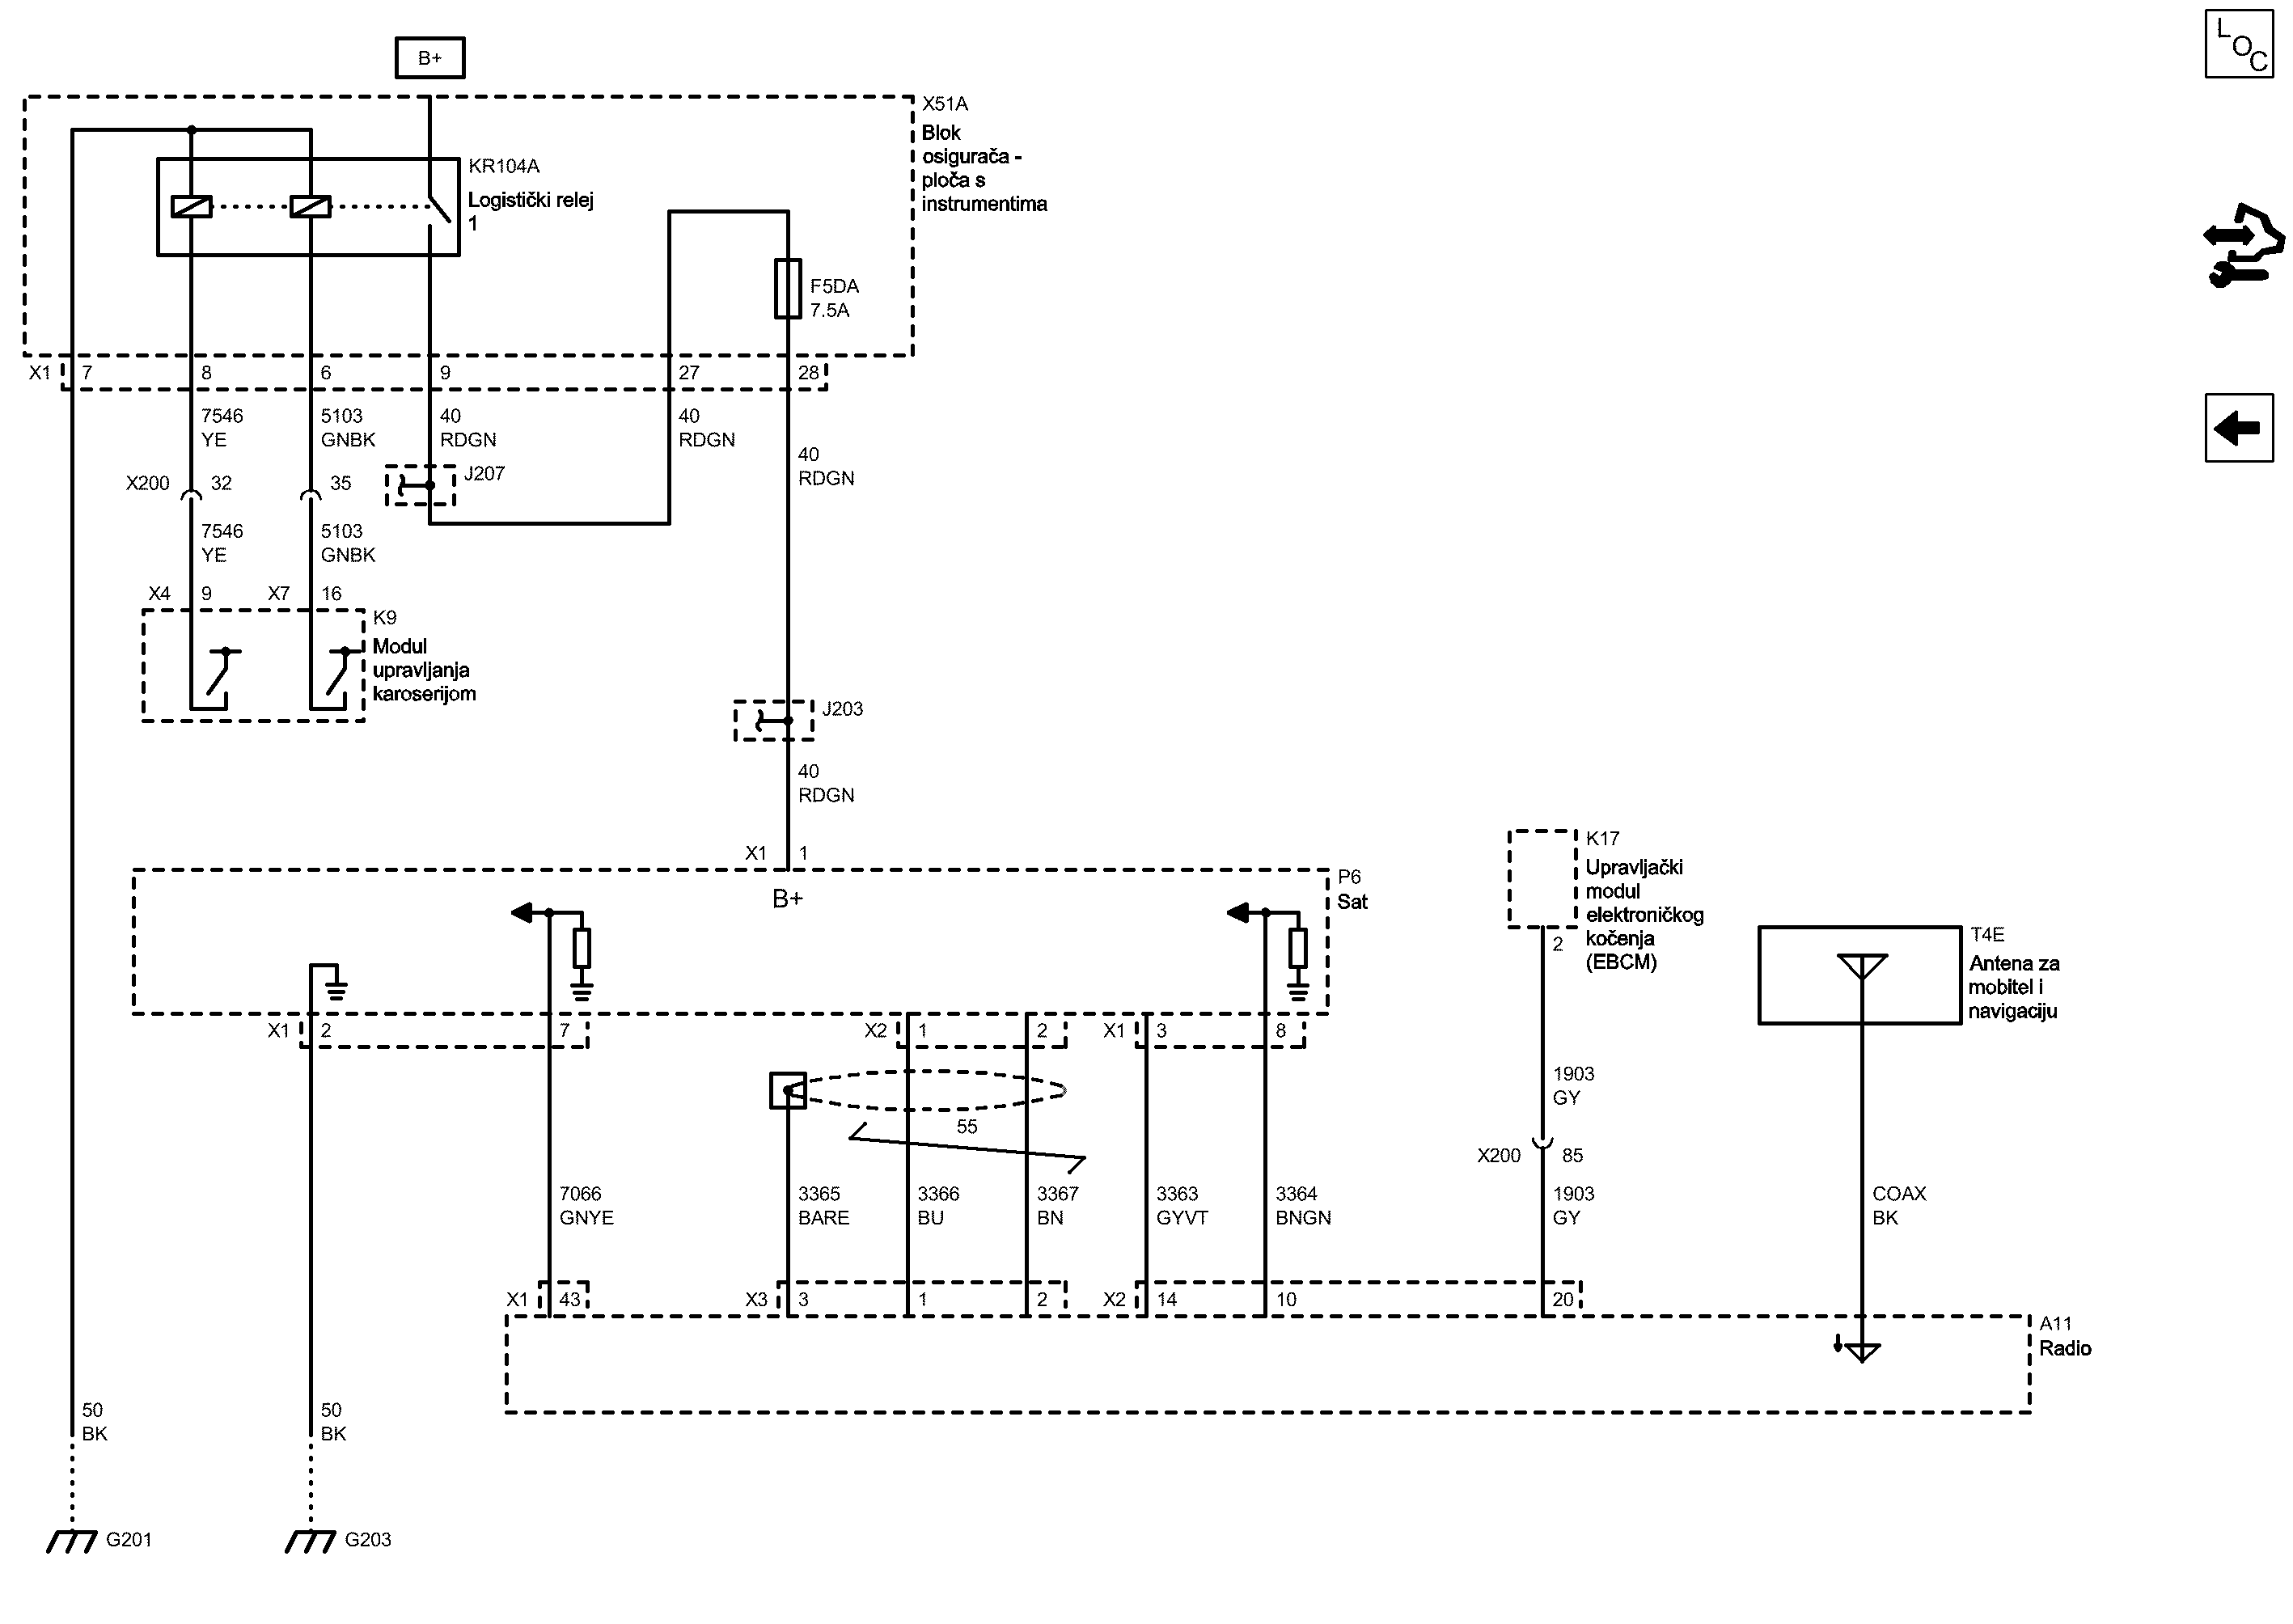 B+
LOC
X51A
Blok
osigurača -
ploča s
instrumentima
KR104A
Logistički relej
1
F5DA
7.5A
X1 7 8 6 9 27 28
7546 5103 40 40
YE GNBK RDGN RDGN
40
RDGN
X200 32 35 J207
7546 5103
YE GNBK
X4 9 X7 16
K9
Modul
upravljanja
karoserijom
J203
40
RDGN
X1 1
P6
Sat
B+
K17
Upravljački
modul
elektroničkog
kočenja
(EBCM)
2
T4E
Antena za
mobitel i
navigaciju
X1 2 7 X2 1 2 X1 3 8
1903
GY
55
X200 85
7066 3365 3366 3367 3363 3364 1903 COAX
GNYE BARE BU BN GYVT BNGN GY BK
X1 43 X3 3 1 2 X2 14 10 20
A11
Radio
50 50
BK BK
G201 G203